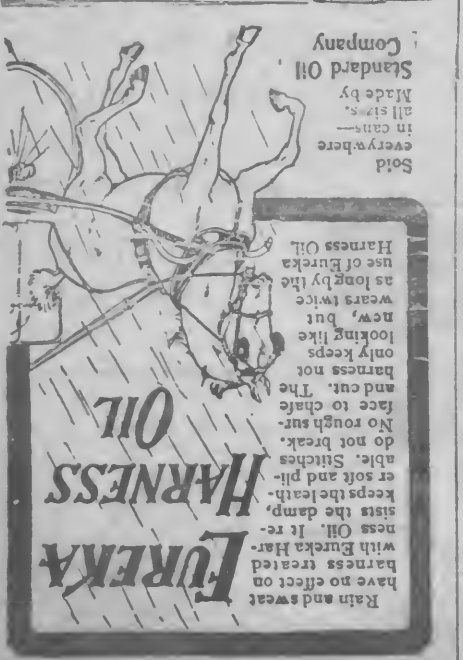 EUREKA
HARNESS
OIL
Rain and sweat
have no effect on
harness treated
with Eureka Har-
ness Oil. It re-
sists the damp,
keeps the leath-
er soft and pli-
able. Stitches
do not break.
No rough sur-
face to chafe
and cut. The
harness not
only keeps
looking like
new, but
wears twice
as long by the
use of Eureka
Harness Oil.
Sold
everywhere
in cans—
all sizes.
Made by
Standard Oil
Company